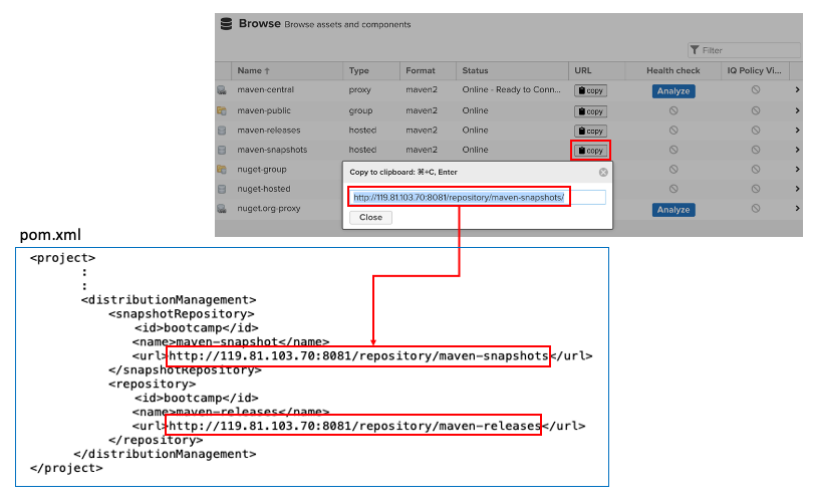 Browse Browse assets and components
Filter
Name ↑ Type Format Status URL Health check IQ Policy Vi...
maven-central proxy maven2 Online - Ready to Conn... copy Analyze
maven-public group maven2 Online copy
maven-releases hosted maven2 Online copy
maven-snapshots hosted maven2 Online copy
nuget-group
nuget-hosted
nuget.org-proxy Analyze
Copy to clipboard: ⌘+C, Enter
http://119.81.103.70:8081/repository/maven-snapshots/
Close
pom.xml
<project>
:
:
<distributionManagement>
<snapshotRepository>
<id>bootcamp</id>
<name>maven-snapshot</name>
<url>http://119.81.103.70:8081/repository/maven-snapshots</url>
</snapshotRepository>
<repository>
<id>bootcamp</id>
<name>maven-releases</name>
<url>http://119.81.103.70:8081/repository/maven-releases</url>
</repository>
</distributionManagement>
</project>